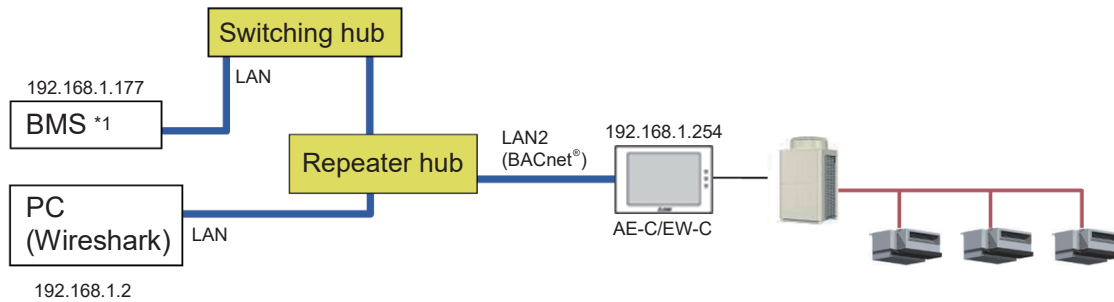 Switching hub
LAN
192.168.1.177
BMS *1
Repeater hub
LAN2
(BACnet®)
192.168.1.254
AE-C/EW-C
PC
(Wireshark)
LAN
192.168.1.2